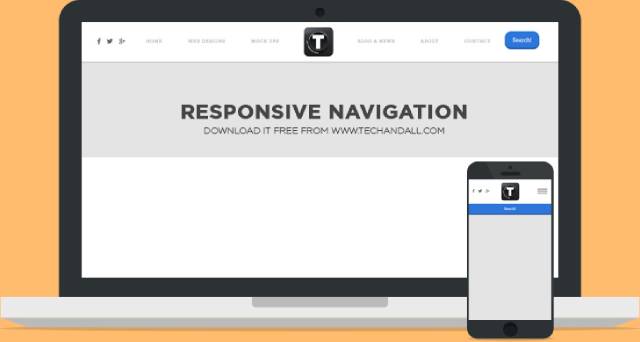 HOME WEB DESIGNS MOCK UPS T BLOG & NEWS ABOUT CONTACT Search!
RESPONSIVE NAVIGATION
DOWNLOAD IT FREE FROM WWW.TECHANDALL.COM
T
Search!